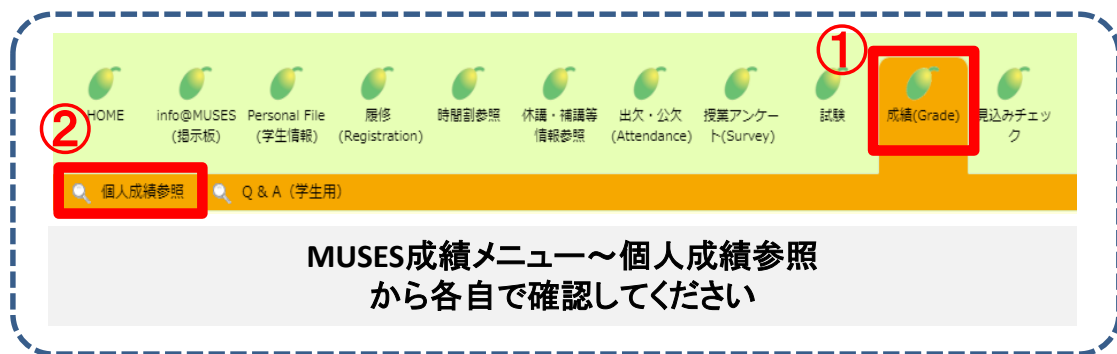 ①
②
HOME
info@MUSES
(掲示板)
Personal File
(学生情報)
履修
(Registration)
時間割参照
休講・補講等
情報参照
出欠・公欠
(Attendance)
授業アンケー
ト(Survey)
試験
成績(Grade)
見込みチェッ
ク
個人成績参照
Q & A（学生用）
MUSES成績メニュー～個人成績参照
から各自で確認してください